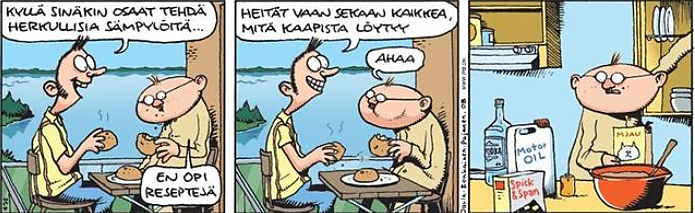 KYLLÄ SINÄKIN OSAAT TEHDÄ
HERKULLISIA SÄMPYLÖITÄ...
EN OPI
RESEPTEJÄ
HEITÄT VAAN SEKAAN KAIKKEA,
MITÄ KAAPISTA LÖYTYY
AHAA
MJAU
Motor
OIL
Spick
& Span